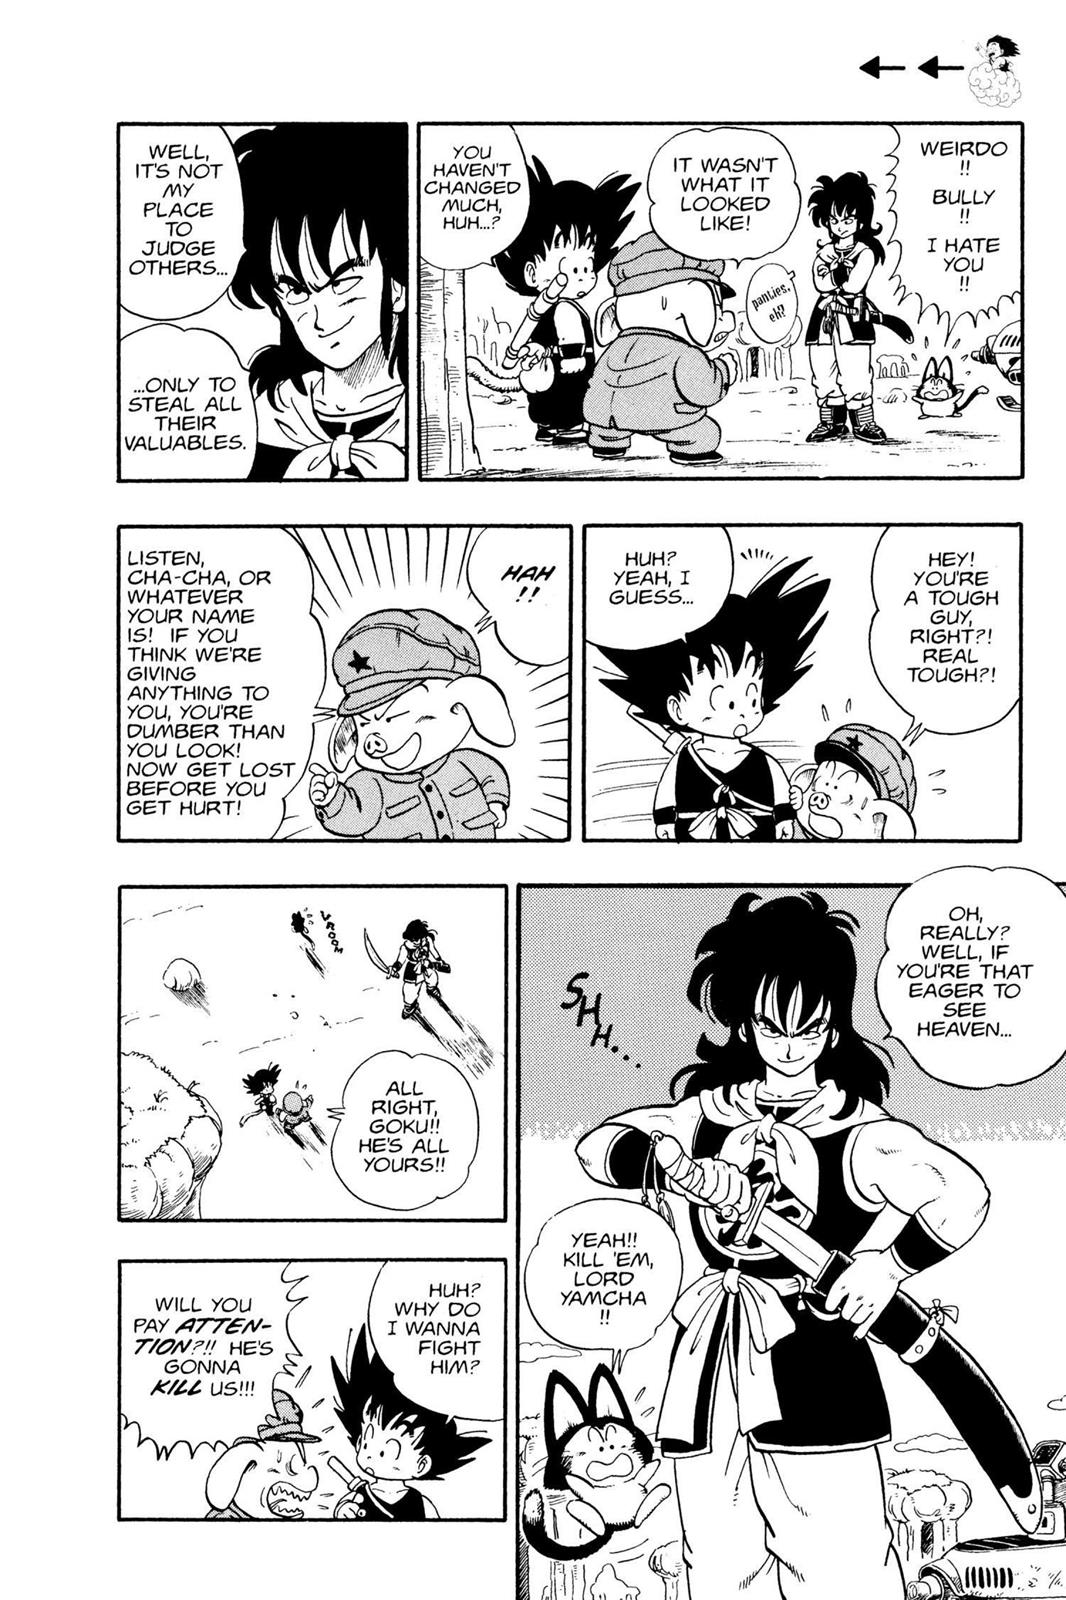 WEIRDO
!!
BULLY
!!
I HATE
YOU
!!
panties,
eh?
IT WASN'T
WHAT IT
LOOKED
LIKE!
YOU
HAVEN'T
CHANGED
MUCH,
HUH...?
WELL,
IT'S NOT
MY
PLACE
TO
JUDGE
OTHERS...
...ONLY TO
STEAL ALL
THEIR
VALUABLES.
HEY!
YOU'RE
A TOUGH
GUY,
RIGHT?!
REAL
TOUGH?!
HUH?
YEAH, I
GUESS...
HAH
!!
LISTEN,
CHA-CHA, OR
WHATEVER
YOUR NAME
IS! IF YOU
THINK WE'RE
GIVING
ANYTHING TO
YOU, YOU'RE
DUMBER THAN
YOU LOOK!
NOW GET LOST
BEFORE YOU
GET HURT!
OH,
REALLY?
WELL, IF
YOU'RE THAT
EAGER TO
SEE
HEAVEN...
SHH...
YEAH!!
KILL 'EM,
LORD
YAMCHA
!!
VROOM
ALL
RIGHT,
GOKU!!
HE'S ALL
YOURS!!
HUH?
WHY DO
I WANNA
FIGHT
HIM?
WILL YOU
PAY ATTEN-
TION?!! HE'S
GONNA
KILL US!!!